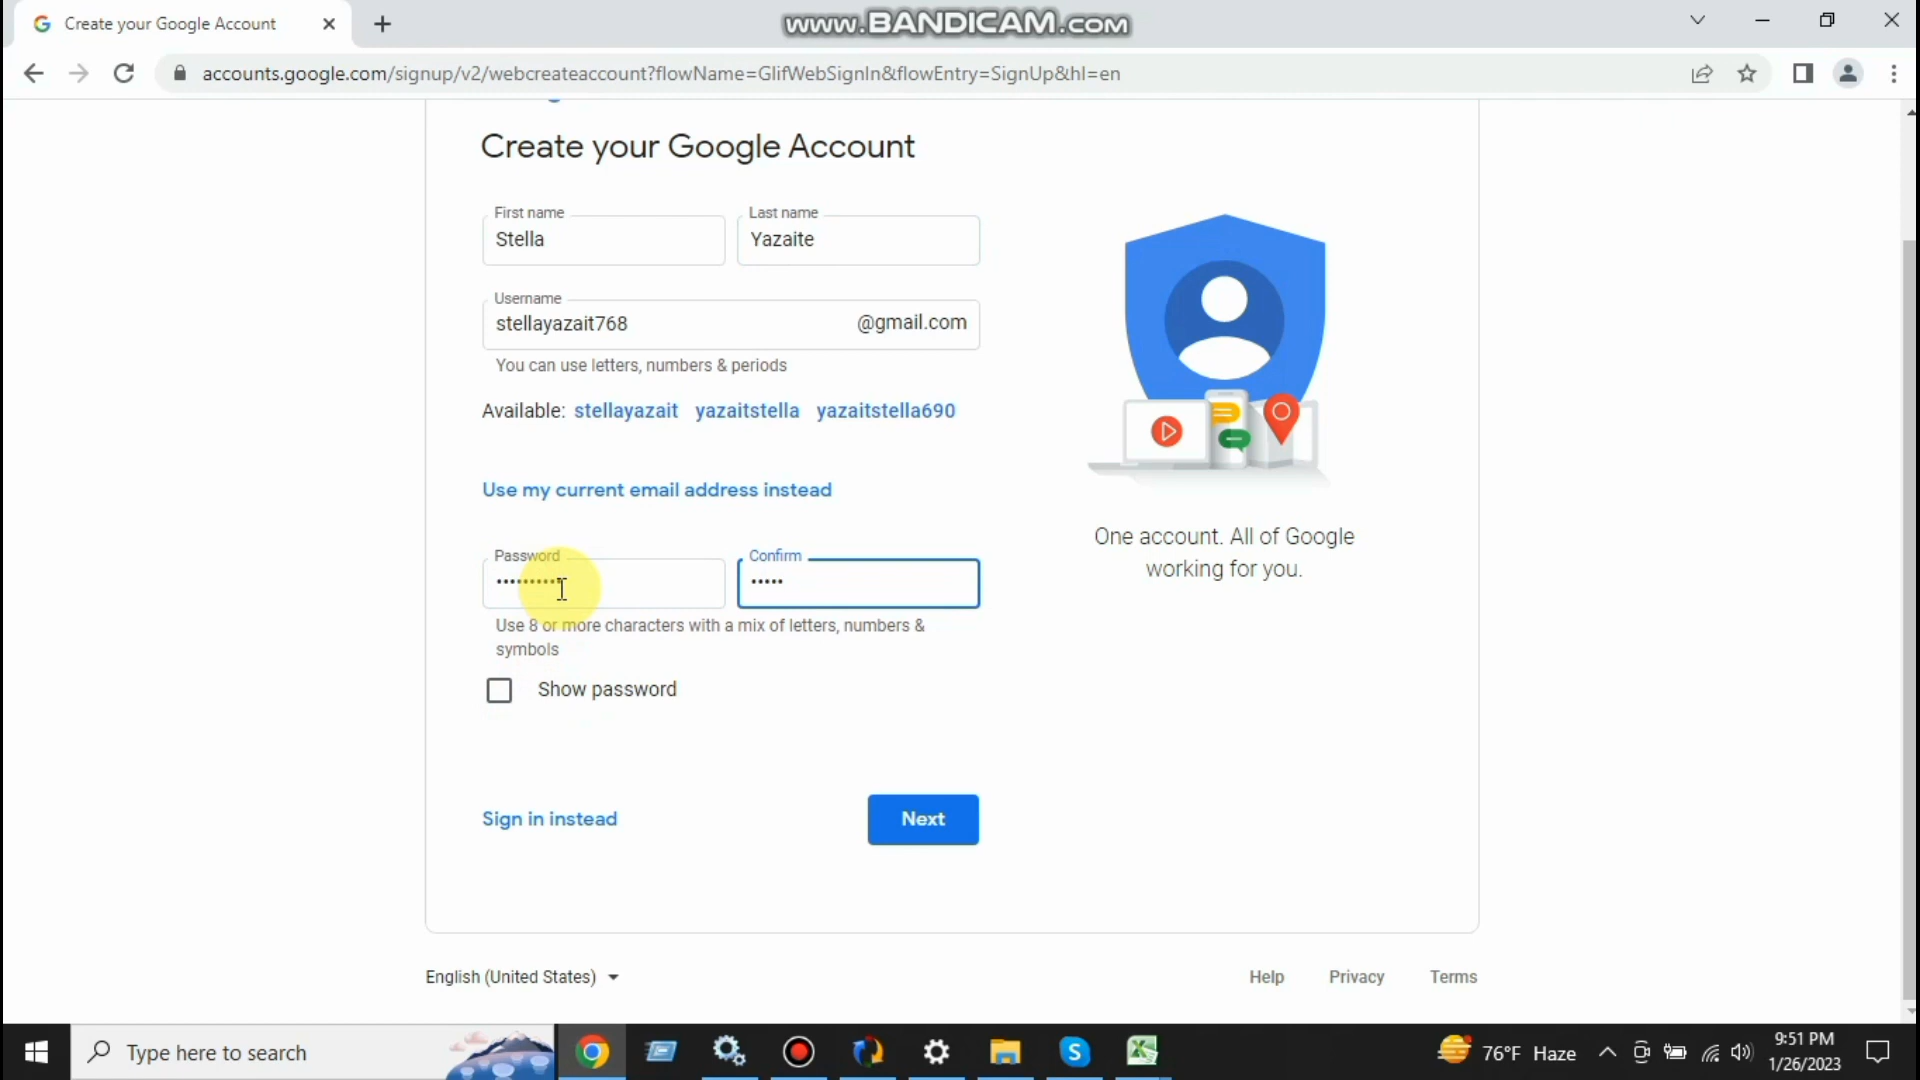 Create your Google Account
www.BANDICAM.com
accounts.google.com/signup/v2/webcreateaccount?flowName=GlifWebSignIn&flowEntry=SignUp&hl=en
Create your Google Account
First name
Last name
Stella
Yazaite
Username
stellayazait768
@gmail.com
You can use letters, numbers & periods
Available: stellayazait yazaitstella yazaitstella690
Use my current email address instead
One account. All of Google
working for you.
Password
Confirm
••••••••••
•••••
Use 8 or more characters with a mix of letters, numbers &
symbols
Show password
Sign in instead
Next
English (United States)
Help
Privacy
Terms
Type here to search
76°F Haze
9:51 PM
1/26/2023